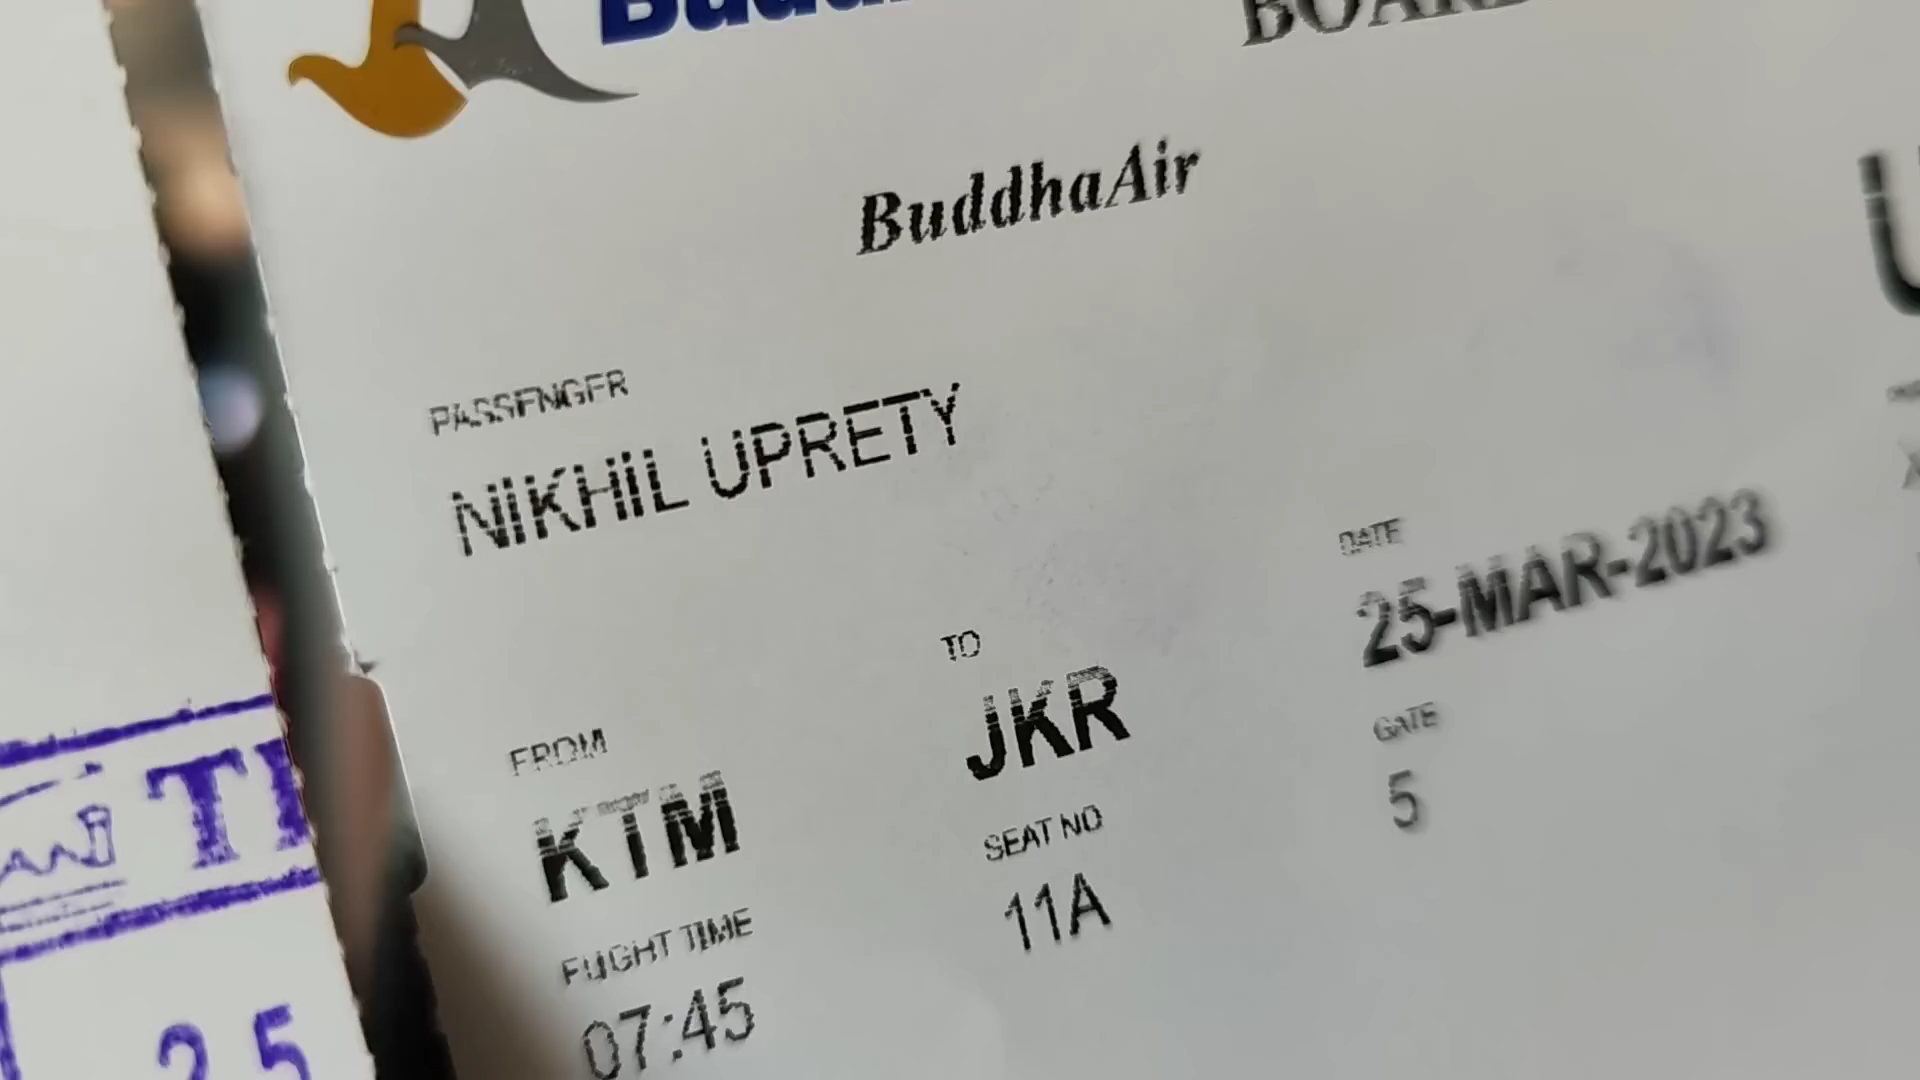 BuddhaAir
PASSENGER
NIKHIL UPRETY
DATE
25-MAR-2023
TO
JKR
GATE
5
FROM
KTM
SEAT NO
11A
FLIGHT TIME
07:45
25